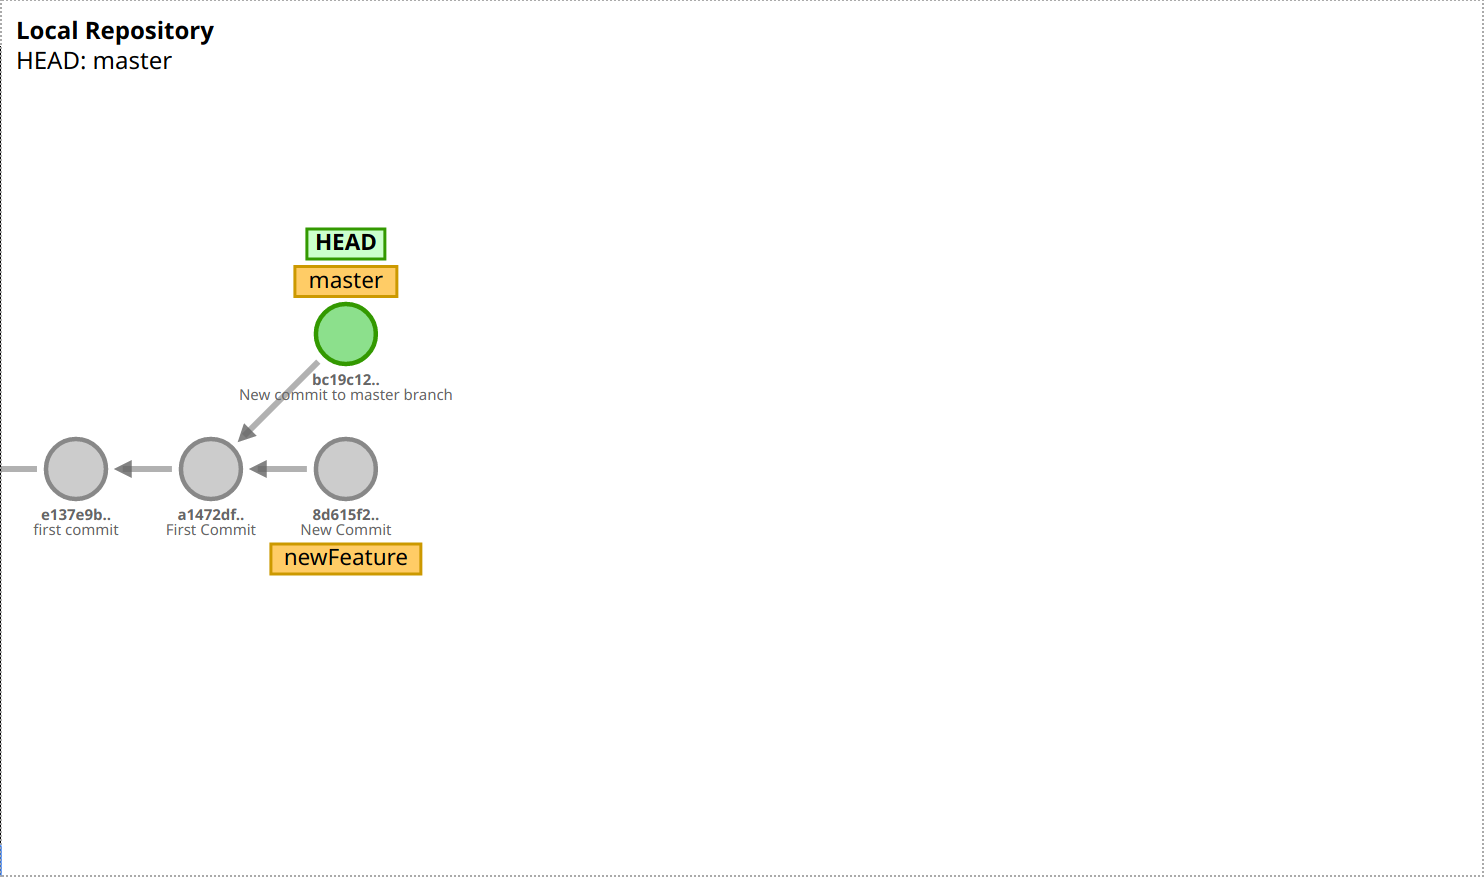 Local Repository
HEAD: master
HEAD
master
bc19c12..
New commit to master branch
e137e9b..
first commit
a1472df..
First Commit
8d615f2..
New Commit
newFeature